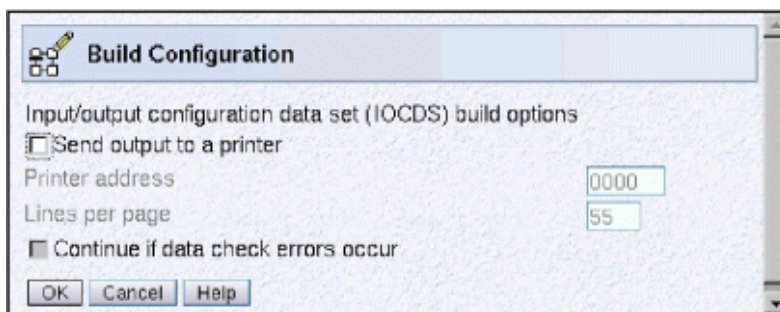 Build Configuration
Input/output configuration data set (IOCDS) build options
Send output to a printer
Printer address 0000
Lines per page 55
Continue if data check errors occur
OK Cancel Help